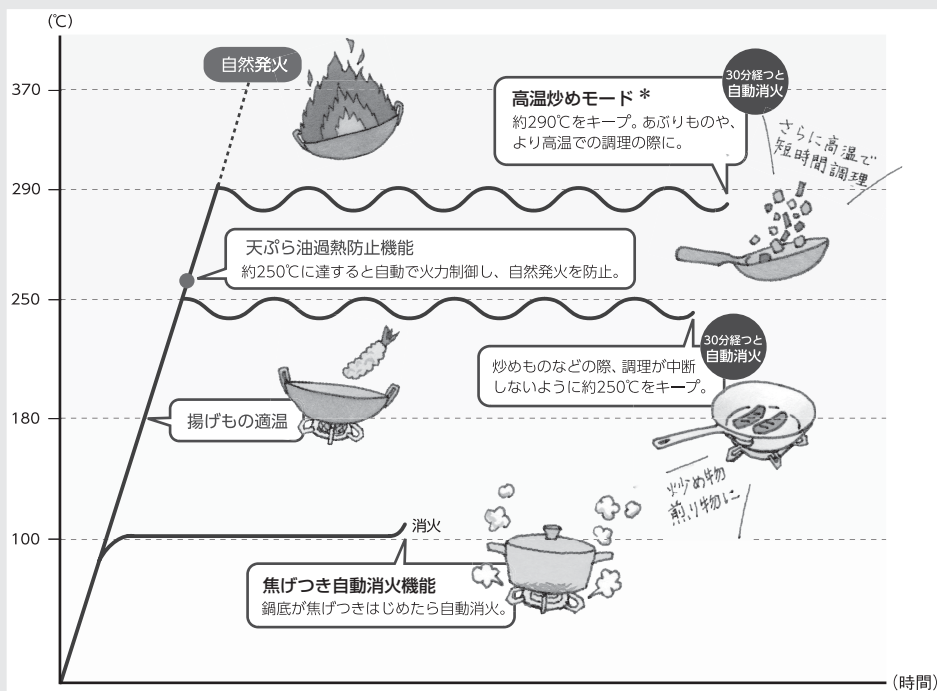 (℃)
自然発火
370
30分経つと
自動消火
高温炒めモード＊
約290℃をキープ。あぶりものや、
より高温での調理の際に。
さらに高温で
短時間調理
290
天ぷら油過熱防止機能
約250℃に達すると自動で火力制御し、自然発火を防止。
250
30分経つと
自動消火
炒めものなどの際、調理が中断
しないように約250℃をキープ。
180
揚げもの適温
炒め物
煎り物に
100
消火
焦げつき自動消火機能
鍋底が焦げつきはじめたら自動消火。
(時間)